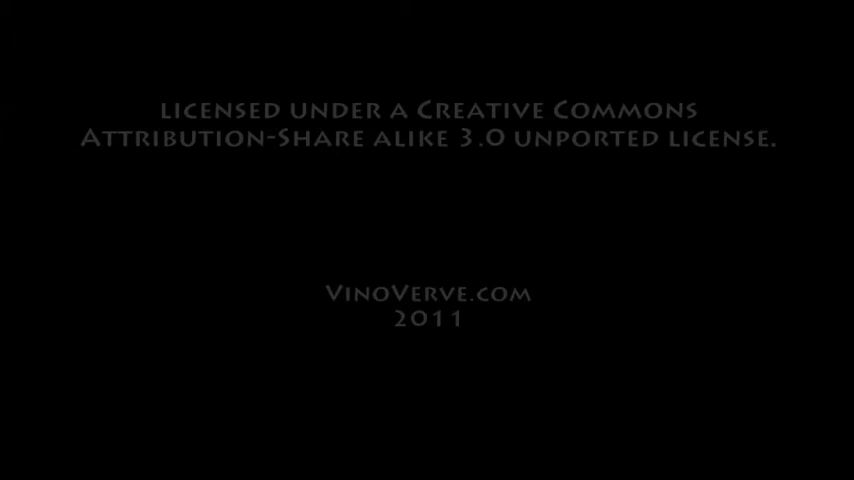 licensed under a Creative Commons
Attribution-Share alike 3.0 unported license.
VinoVerve.com
2011